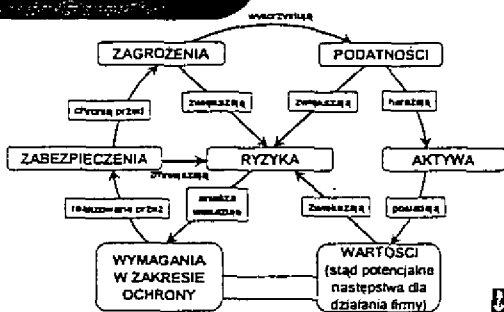 wykorzystują
ZAGROŻENIA
PODATNOŚCI
chronią przed
zwiększają
zwiększają
narażają
ZABEZPIECZENIA
RYZYKA
AKTYWA
zmniejszają
realizowane przez
analiza
wskazuje
zwiększają
posiadają
WYMAGANIA
W ZAKRESIE
OCHRONY
WARTOŚCI
(stąd potencjalne
następstwa dla
działania firmy)